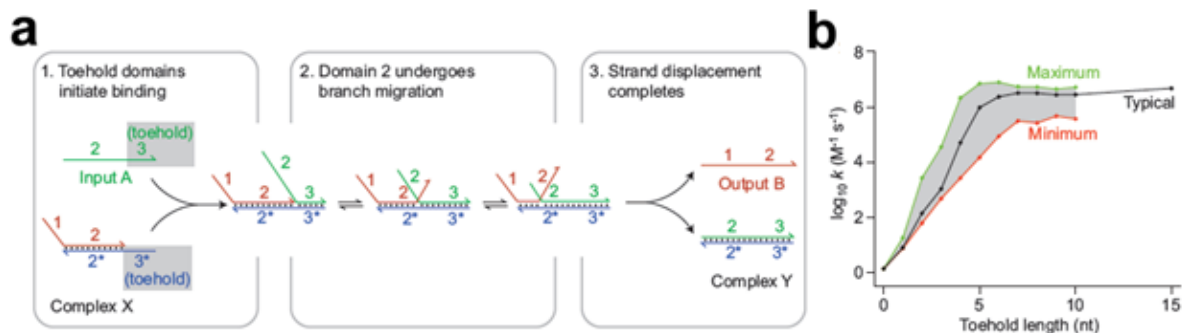 a
1. Toehold domains
initiate binding
(toehold)
2 3
Input A
1
2
2* 3*
(toehold)
Complex X
2. Domain 2 undergoes
branch migration
1 2 2 3
2* 3*
1 2 2 3
2* 3*
1 2 2 3
2* 3*
3. Strand displacement
completes
1 2
Output B
2 3
2* 3*
Complex Y
b
8
6
4
2
0
log₁₀ k (M⁻¹ s⁻¹)
Maximum
Typical
Minimum
0 5 10 15
Toehold length (nt)